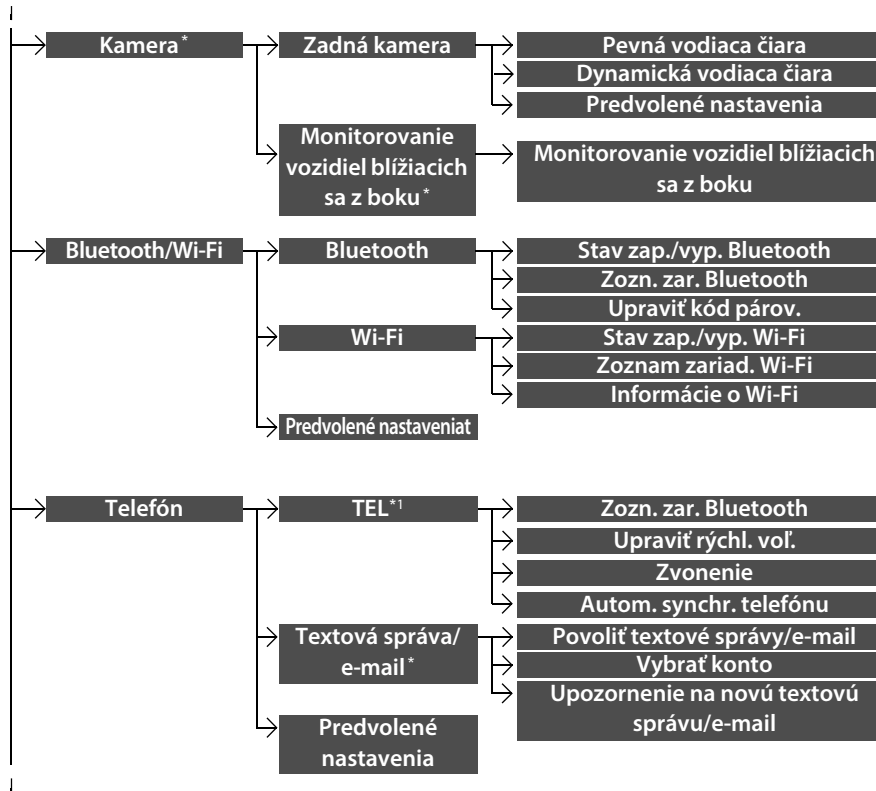 Kamera*
Zadná kamera
Pevná vodiaca čiara
Dynamická vodiaca čiara
Predvolené nastavenia
Monitorovanie
vozidiel blížiacich
sa z boku*
Monitorovanie vozidiel blížiacich
sa z boku
Bluetooth/Wi-Fi
Bluetooth
Stav zap./vyp. Bluetooth
Zozn. zar. Bluetooth
Upraviť kód párov.
Wi-Fi
Stav zap./vyp. Wi-Fi
Zoznam zariad. Wi-Fi
Informácie o Wi-Fi
Predvolené nastaveniat
Telefón
TEL*1
Zozn. zar. Bluetooth
Upraviť rýchl. voľ.
Zvonenie
Autom. synchr. telefónu
Textová správa/
e-mail*
Povoliť textové správy/e-mail
Vybrať konto
Upozornenie na novú textovú
správu/e-mail
Predvolené
nastavenia